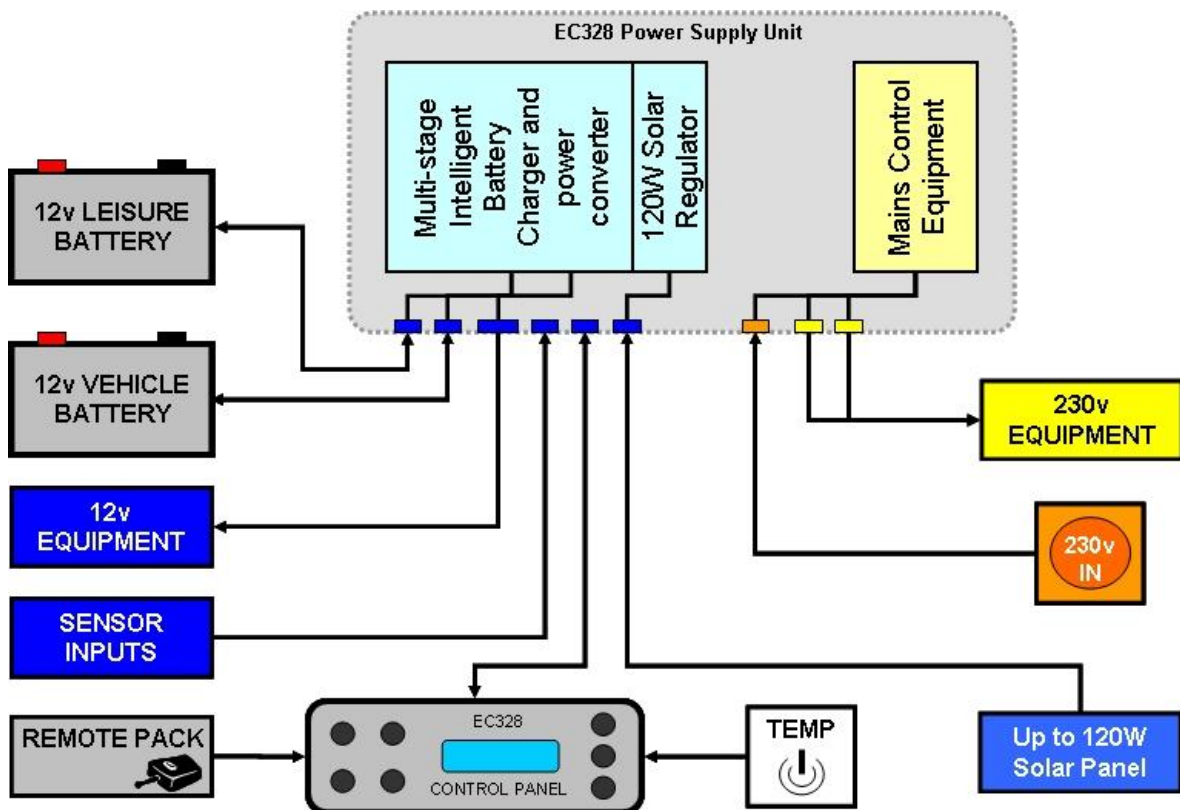 EC328 Power Supply Unit
Multi-stage
Intelligent
Battery
Charger and
power
converter
120W Solar
Regulator
Mains Control
Equipment
12v LEISURE
BATTERY
12v VEHICLE
BATTERY
12v
EQUIPMENT
SENSOR
INPUTS
REMOTE PACK
EC328
CONTROL PANEL
TEMP
230v
EQUIPMENT
230v
IN
Up to 120W
Solar Panel